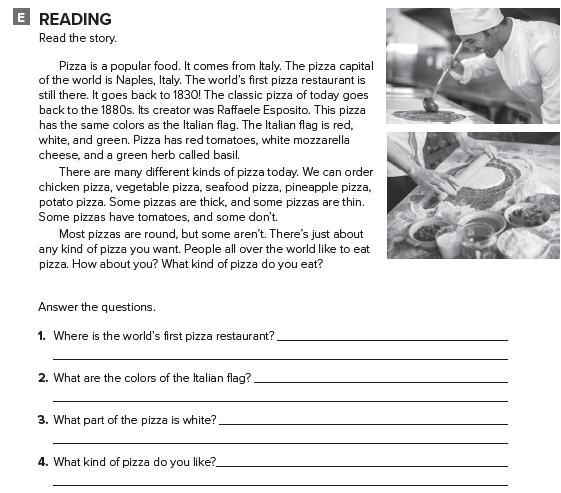 E READING
Read the story.
Pizza is a popular food. It comes from Italy. The pizza capital
of the world is Naples, Italy. The world's first pizza restaurant is
still there. It goes back to 1830! The classic pizza of today goes
back to the 1880s. Its creator was Raffaele Esposito. This pizza
has the same colors as the Italian flag. The Italian flag is red,
white, and green. Pizza has red tomatoes, white mozzarella
cheese, and a green herb called basil.
There are many different kinds of pizza today. We can order
chicken pizza, vegetable pizza, seafood pizza, pineapple pizza,
potato pizza. Some pizzas are thick, and some pizzas are thin.
Some pizzas have tomatoes, and some don't.
Most pizzas are round, but some aren't. There's just about
any kind of pizza you want. People all over the world like to eat
pizza. How about you? What kind of pizza do you eat?
Answer the questions.
1. Where is the world's first pizza restaurant?
2. What are the colors of the Italian flag?
3. What part of the pizza is white?
4. What kind of pizza do you like?